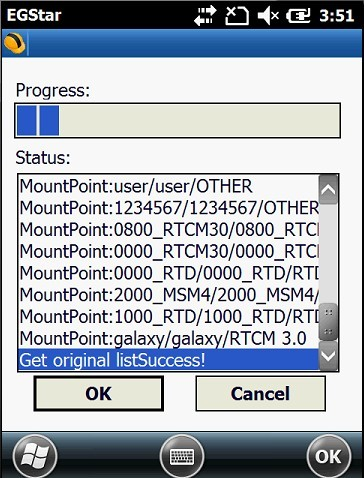 EGStar 3:51
Progress:
Status:
MountPoint:user/user/OTHER
MountPoint:1234567/1234567/OTHER
MountPoint:0800_RTCM30/0800_RTC
MountPoint:0000_RTCM30/0000_RTC
MountPoint:0000_RTD/0000_RTD/RTD
MountPoint:2000_MSM4/2000_MSM4/
MountPoint:1000_RTD/1000_RTD/RTD
MountPoint:galaxy/galaxy/RTCM 3.0
Get original listSuccess!
OK Cancel
OK